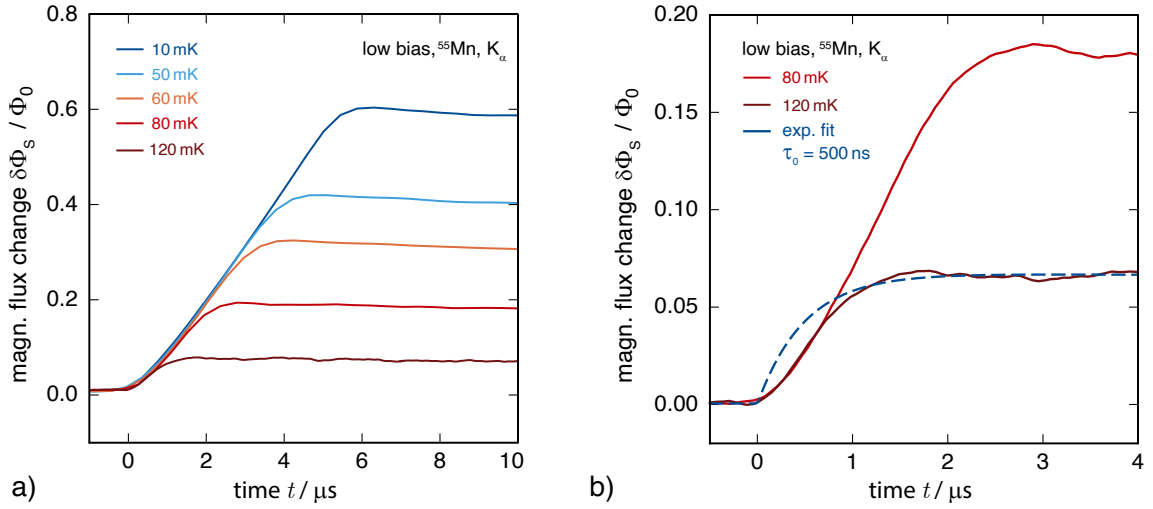 0.8
0.6
0.4
0.2
0.0
magn. flux change δΦₛ / Φ₀
10 mK
50 mK
60 mK
80 mK
120 mK
low bias, ⁵⁵Mn, Kα
0 2 4 6 8 10
time t / μs
a)
0.20
0.15
0.10
0.05
0.00
magn. flux change δΦₛ / Φ₀
low bias, ⁵⁵Mn, Kα
80 mK
120 mK
exp. fit
τ₀ = 500 ns
0 1 2 3 4
time t / μs
b)